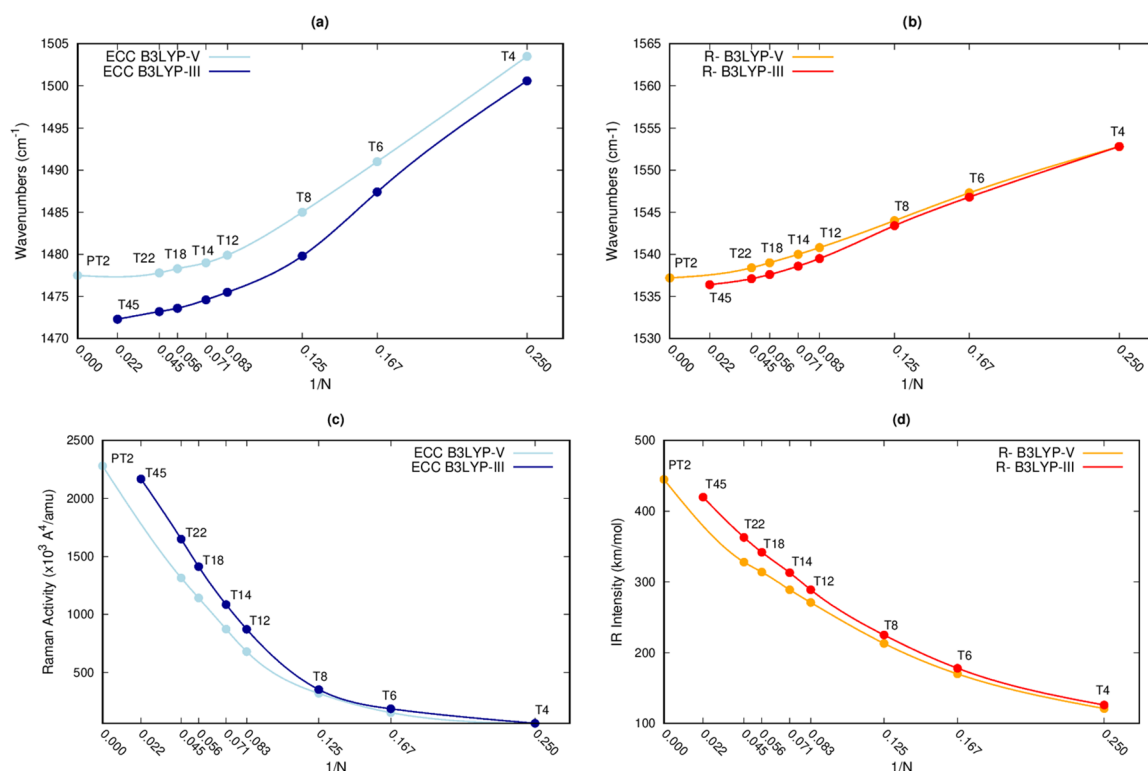 (a)
ECC B3LYP-V
ECC B3LYP-III
1505
1500
1495
1490
1485
1480
1475
1470
Wavenumbers (cm-1)
T4
T6
T8
T12
T14
T18
T22
PT2
T45
0.000
0.022
0.045
0.056
0.071
0.083
0.125
0.167
0.250
1/N
(b)
R- B3LYP-V
R- B3LYP-III
1565
1560
1555
1550
1545
1540
1535
1530
Wavenumbers (cm-1)
T4
T6
T8
T12
T14
T18
T22
PT2
T45
0.000
0.022
0.045
0.056
0.071
0.083
0.125
0.167
0.250
1/N
(c)
ECC B3LYP-V
ECC B3LYP-III
2500
2000
1500
1000
500
Raman Activity (x10³ A⁴/amu)
PT2
T45
T22
T18
T14
T12
T8
T6
T4
0.000
0.022
0.045
0.056
0.071
0.083
0.125
0.167
0.250
1/N
(d)
R- B3LYP-V
R- B3LYP-III
500
400
300
200
100
IR Intensity (km/mol)
PT2
T45
T22
T18
T14
T12
T8
T6
T4
0.000
0.022
0.045
0.056
0.071
0.083
0.125
0.167
0.250
1/N